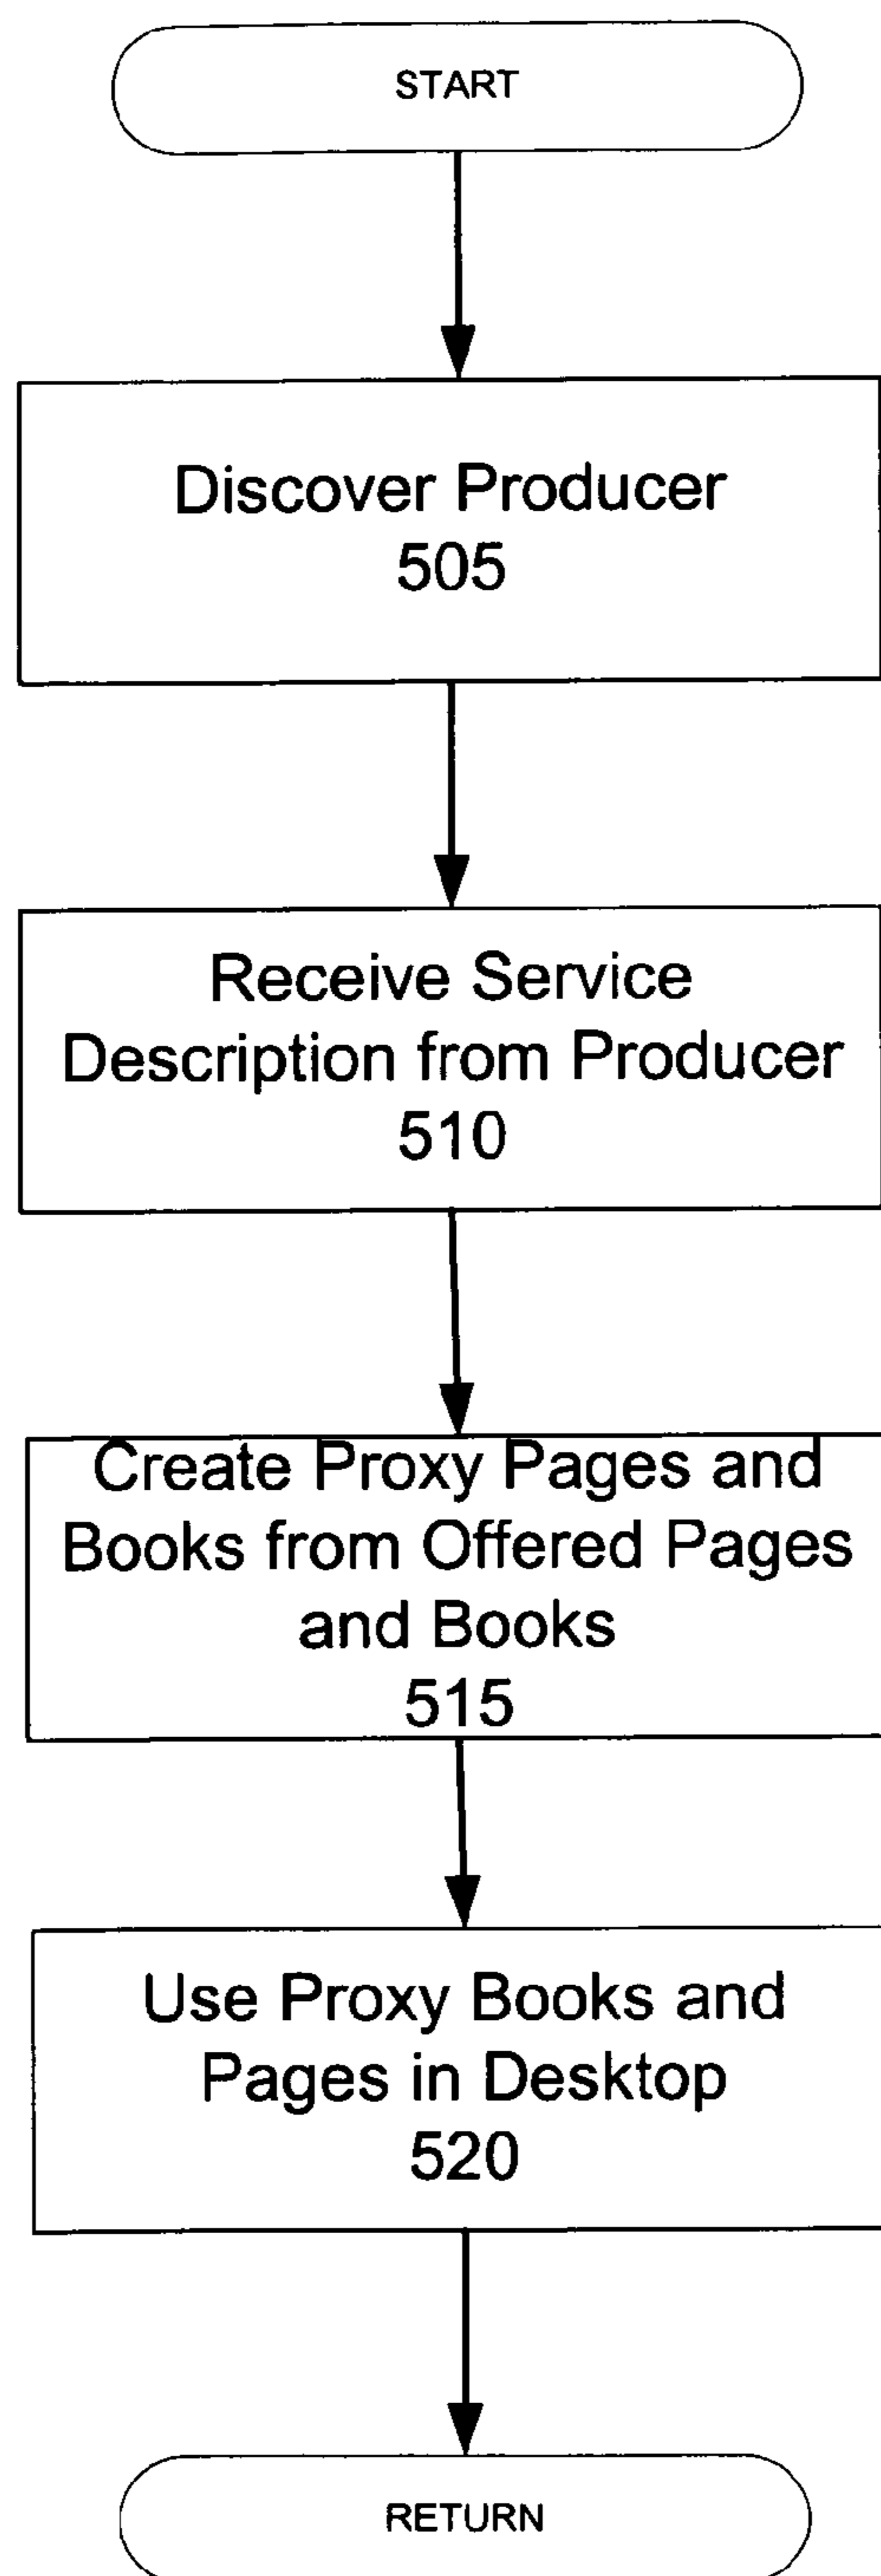 START
Discover Producer
505
Receive Service
Description from Producer
510
Create Proxy Pages and
Books from Offered Pages
and Books
515
Use Proxy Books and
Pages in Desktop
520
RETURN